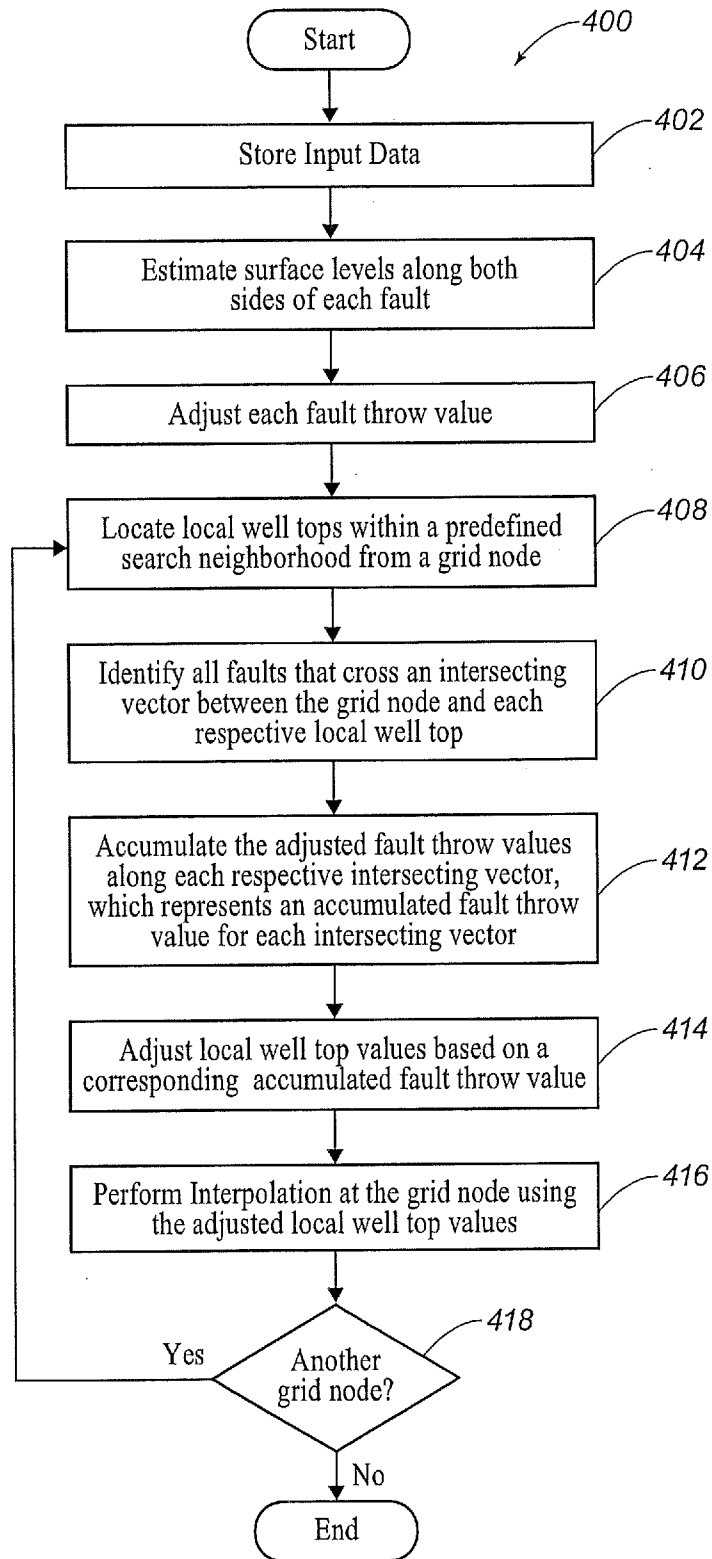 Start
400
402
Store Input Data
404
Estimate surface levels along both
sides of each fault
406
Adjust each fault throw value
408
Locate local well tops within a predefined
search neighborhood from a grid node
410
Identify all faults that cross an intersecting
vector between the grid node and each
respective local well top
412
Accumulate the adjusted fault throw values
along each respective intersecting vector,
which represents an accumulated fault throw
value for each intersecting vector
414
Adjust local well top values based on a
corresponding accumulated fault throw value
416
Perform Interpolation at the grid node using
the adjusted local well top values
418
Yes
Another
grid node?
No
End